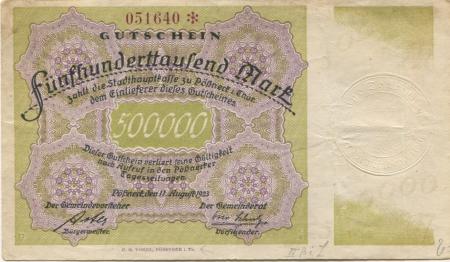 051640 *
GUTSCHEIN
Fünfhunderttausend Mark
zahlt die Stadthauptkasse zu Pößneck i. Thür.
dem Einlieferer dieses Gutscheines
500000
Dieser Gutschein verliert seine Gültigkeit
nach Aufruf in den Pößnecker
Tageszeitungen.
Pößneck, den 11. August 1923
Der Gemeindevorsteher Der Gemeinderat
Bürgermeister. Vorsitzender.